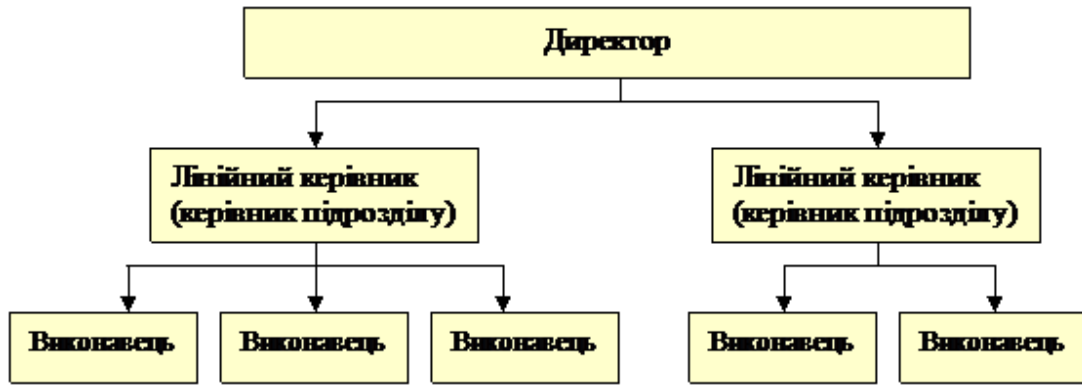 Директор
Лінійний керівник
(керівник підрозділу)
Лінійний керівник
(керівник підрозділу)
Виконавець
Виконавець
Виконавець
Виконавець
Виконавець